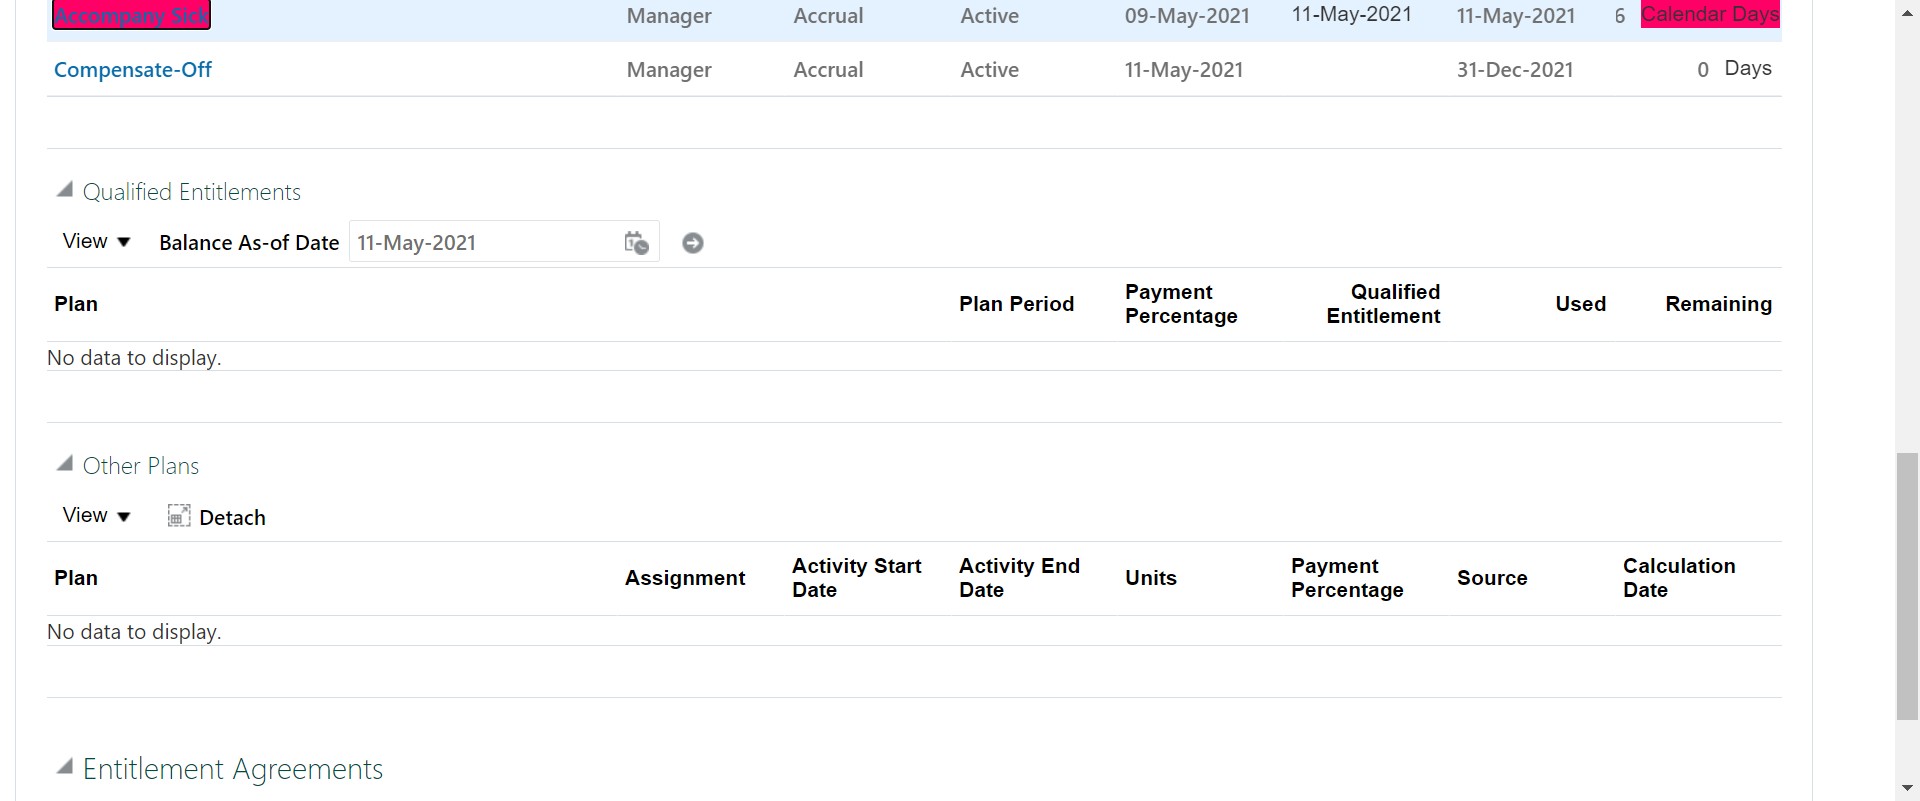 Accompany Sick Manager Accrual Active 09-May-2021 11-May-2021 11-May-2021 6 Calendar Days
Compensate-Off Manager Accrual Active 11-May-2021 31-Dec-2021 0 Days
Qualified Entitlements
View Balance As-of Date 11-May-2021
Plan Plan Period Payment Percentage Qualified Entitlement Used Remaining
No data to display.
Other Plans
View Detach
Plan Assignment Activity Start Date Activity End Date Units Payment Percentage Source Calculation Date
No data to display.
Entitlement Agreements